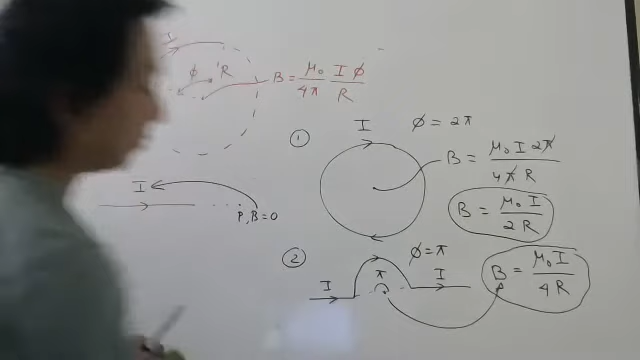 I
ϕ R
B = μ₀/4π Iϕ/R
I
P, B=0
① I ϕ = 2π
B = μ₀ I 2π / 4π R
B = μ₀ I / 2 R
② ϕ=π
I π I
B = μ₀ I / 4 R